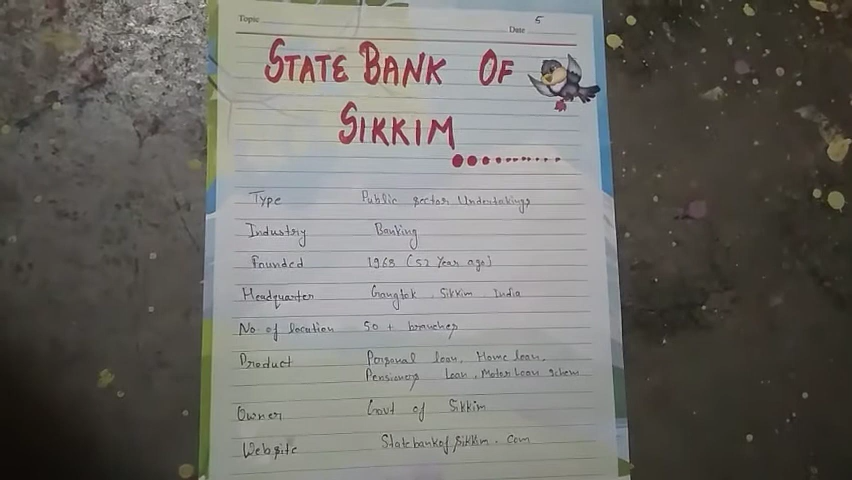 Topic
Date 5
STATE BANK OF
SIKKIM
Type Public sector Undertakings
Industry Banking
Founded 1968 (52 Year ago)
Headquarter Gangtok, Sikkim India
No of location 50 + branches
Product Personal loan, Home loan,
Pensioners Loan, Motor Loan schem
Owner Govt of Sikkim
Website Statebankofsikkim.com